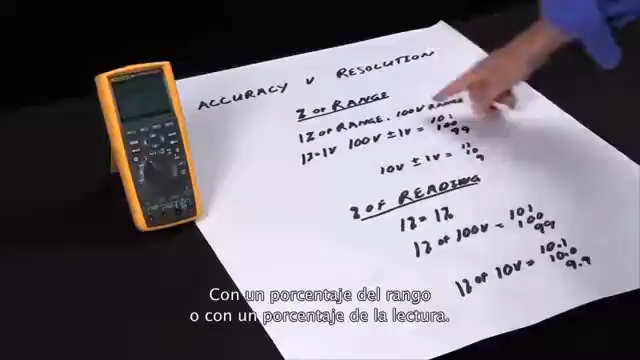 ACCURACY V RESOLUTION
% OF RANGE
1% OF RANGE. 100V RANGE
1%=1V 100V ±1V = 101 100 99
10V ±1V = 11 10 9
% OF READING
1% = 1%
1% OF 100V = 101 100 99
1% OF 10V = 10.1 10.0 9.9
Con un porcentaje del rango
o con un porcentaje de la lectura.